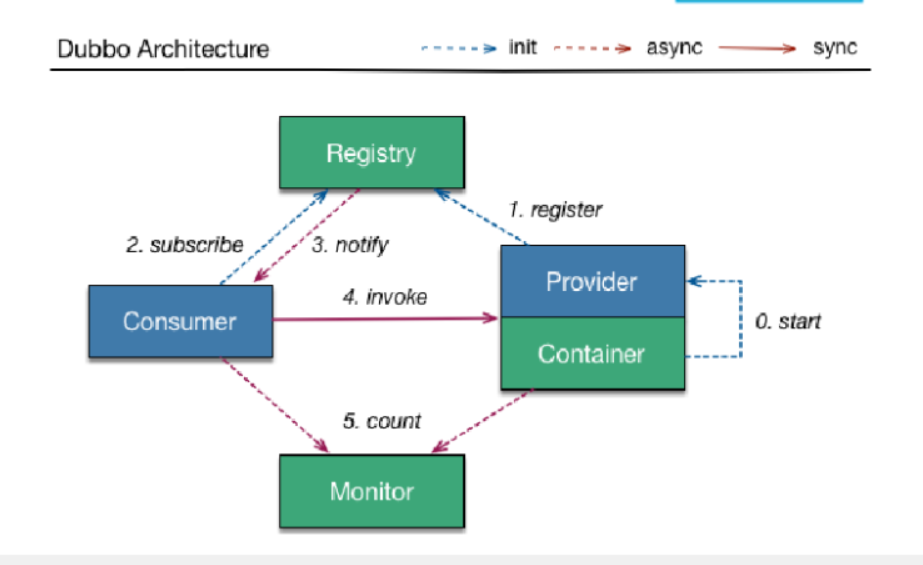 Dubbo Architecture
init
async
sync
Registry
1. register
2. subscribe
3. notify
Provider
4. invoke
Consumer
0. start
Container
5. count
Monitor